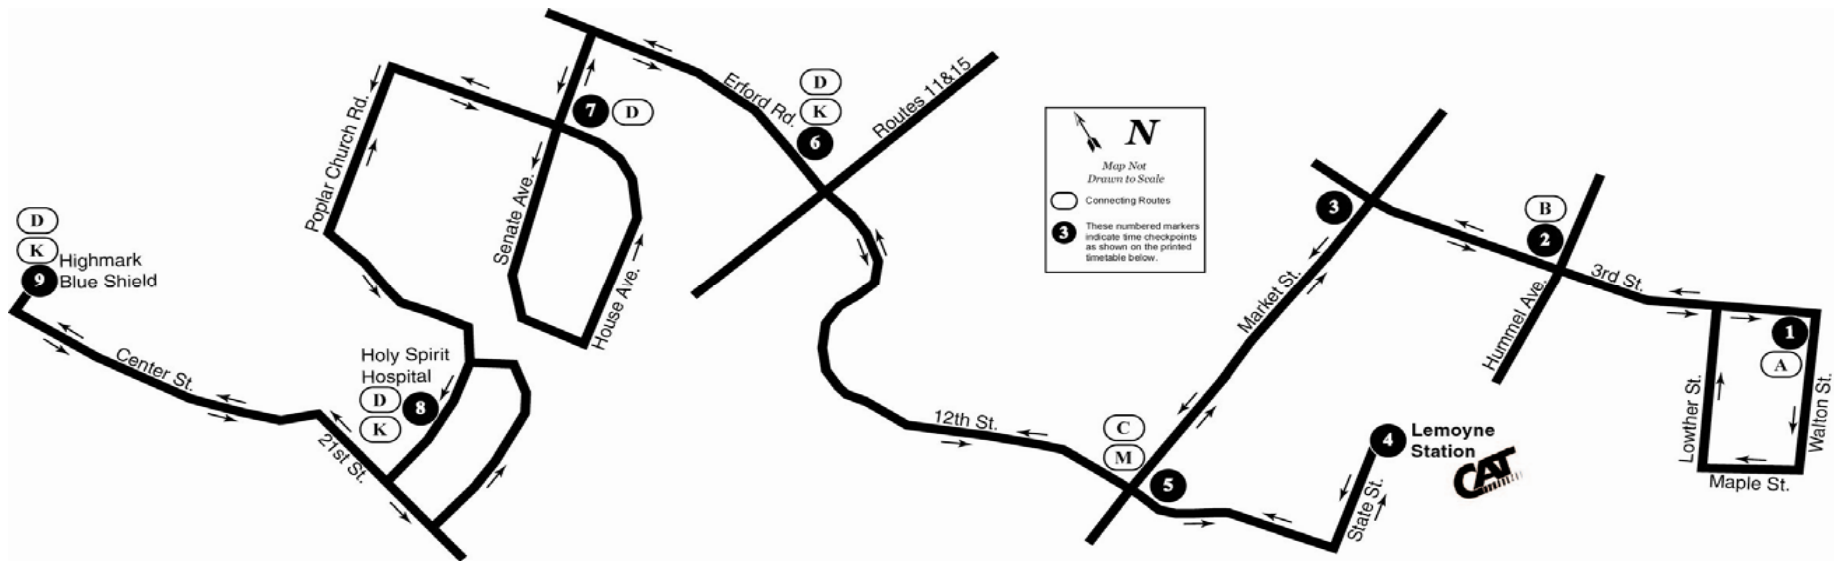 Poplar Church Rd.
Senate Ave.
House Ave.
Erford Rd.
Routes 11&15
D
K
6
7
D
D
K
9
Highmark
Blue Shield
Center St.
21st St.
Holy Spirit
Hospital
D
K
8
N
Map Not
Drawn to Scale
Connecting Routes
3
These numbered markers
indicate time checkpoints
as shown on the printed
timetable below.
3
Market St.
B
2
Hummel Ave.
3rd St.
1
A
Lowther St.
Walton St.
Maple St.
12th St.
C
M
5
4
Lemoyne
Station
CAT
State St.